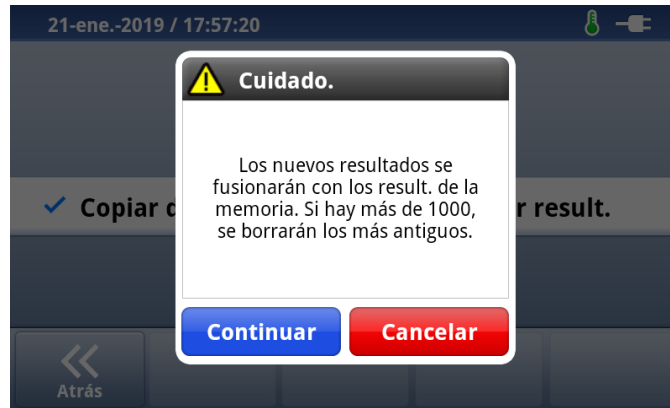 21-ene.-2019 / 17:57:20
Cuidado.
Los nuevos resultados se
fusionarán con los result. de la
memoria. Si hay más de 1000,
se borrarán los más antiguos.
Copiar
result.
Continuar
Cancelar
Atrás